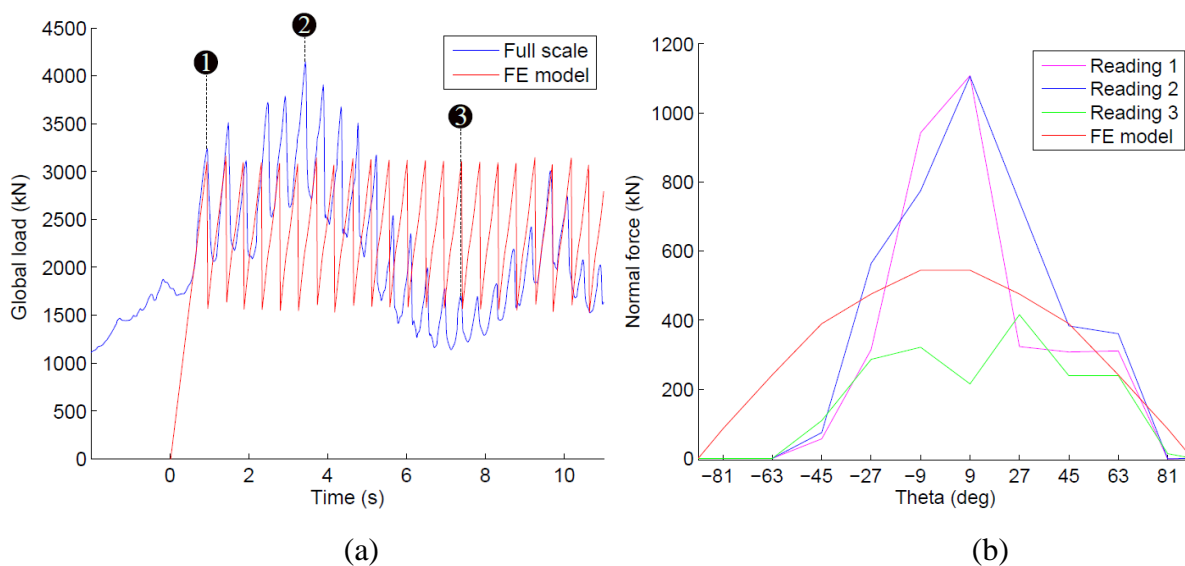 4500
4000
3500
3000
2500
2000
1500
1000
500
0
Global load (kN)
1
2
3
Full scale
FE model
−2
0
2
4
6
8
10
Time (s)
(a)
1200
1000
800
600
400
200
0
Normal force (kN)
Reading 1
Reading 2
Reading 3
FE model
−81 −63 −45 −27 −9 9 27 45 63 81
Theta (deg)
(b)